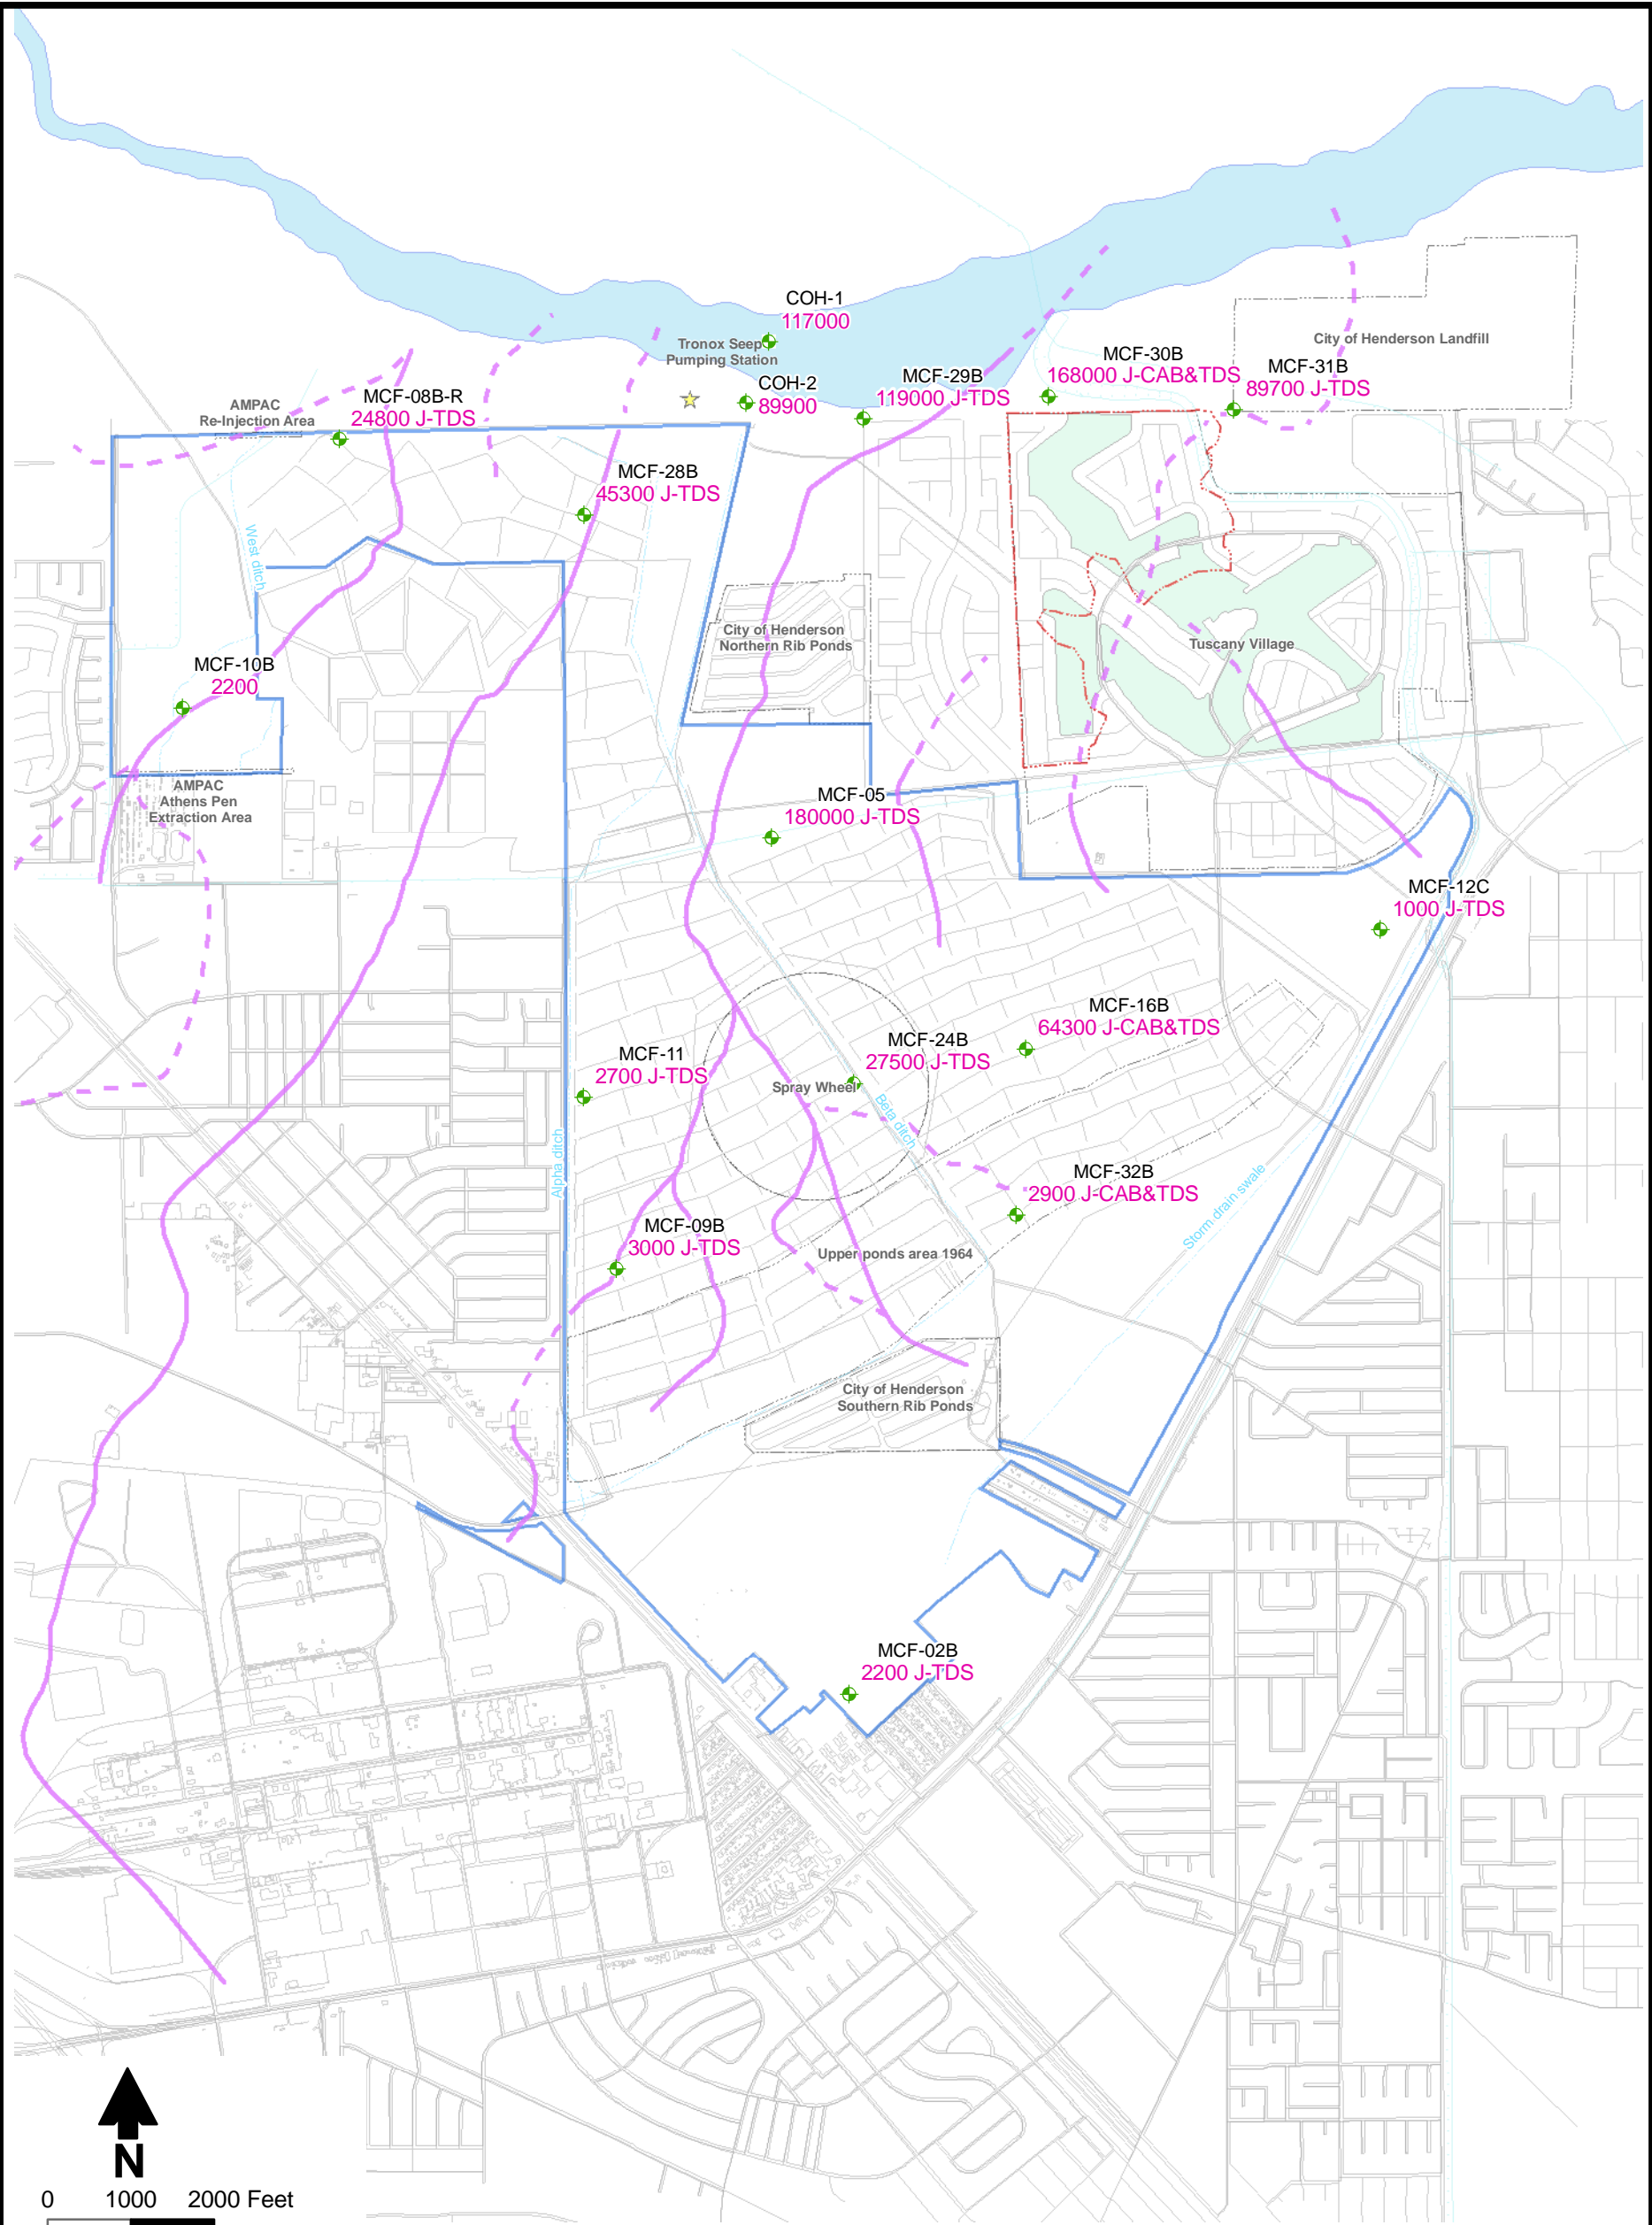 COH-1
117000
Tronox Seep
Pumping Station
COH-2
89900
MCF-29B
119000 J-TDS
MCF-30B
168000 J-CAB&TDS
City of Henderson Landfill
MCF-31B
89700 J-TDS
AMPAC
Re-Injection Area
MCF-08B-R
24800 J-TDS
MCF-28B
45300 J-TDS
West ditch
City of Henderson
Northern Rib Ponds
Tuscany Village
MCF-10B
2200
AMPAC
Athens Pen
Extraction Area
MCF-05
180000 J-TDS
MCF-12C
1000 J-TDS
MCF-16B
64300 J-CAB&TDS
MCF-24B
27500 J-TDS
MCF-11
2700 J-TDS
Spray Wheel
Beta ditch
Alpha ditch
MCF-32B
2900 J-CAB&TDS
Storm drain swale
MCF-09B
3000 J-TDS
Upper ponds area 1964
City of Henderson
Southern Rib Ponds
MCF-02B
2200 J-TDS
N
0 1000 2000 Feet